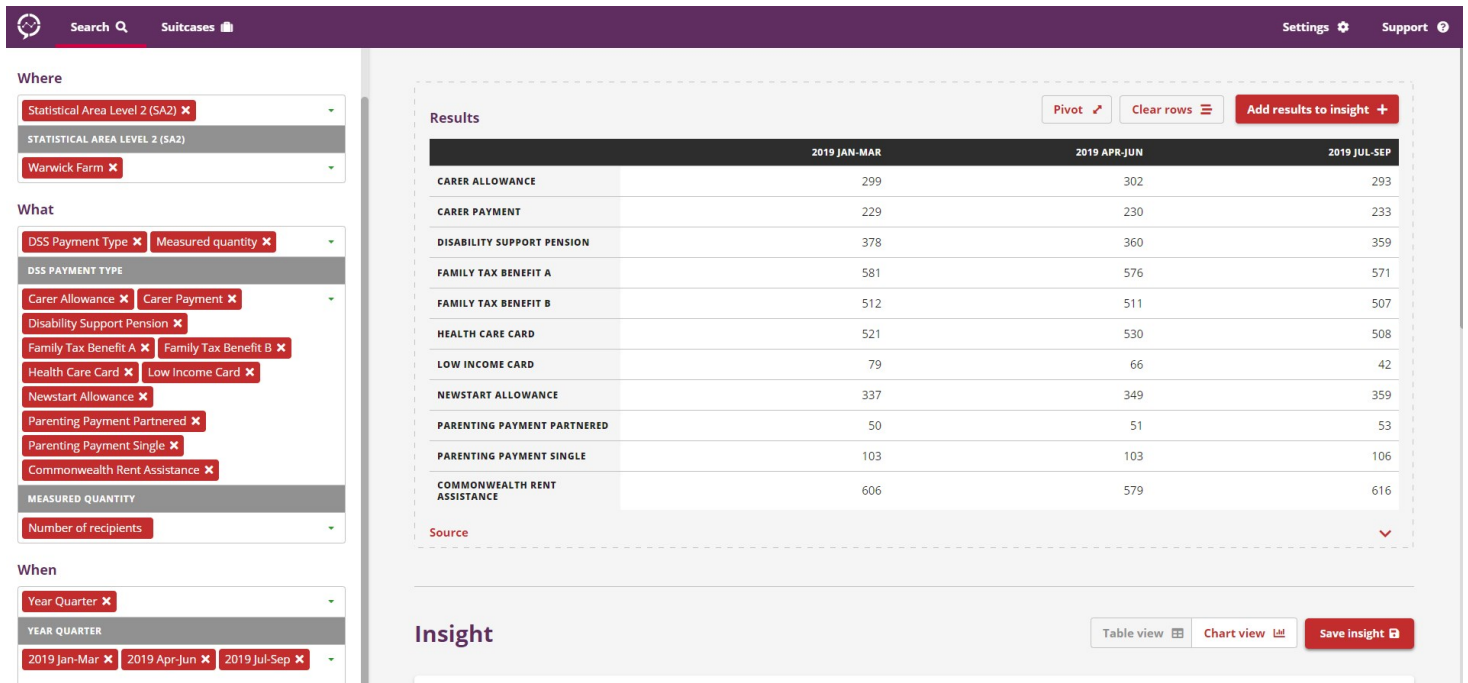 Search Suitcases Settings Support
Where
Statistical Area Level 2 (SA2)
STATISTICAL AREA LEVEL 2 (SA2)
Warwick Farm
What
DSS Payment Type Measured quantity
DSS PAYMENT TYPE
Carer Allowance Carer Payment
Disability Support Pension
Family Tax Benefit A Family Tax Benefit B
Health Care Card Low Income Card
Newstart Allowance
Parenting Payment Partnered
Parenting Payment Single
Commonwealth Rent Assistance
MEASURED QUANTITY
Number of recipients
When
Year Quarter
YEAR QUARTER
2019 Jan-Mar 2019 Apr-Jun 2019 Jul-Sep
Results Pivot Clear rows Add results to insight
2019 JAN-MAR 2019 APR-JUN 2019 JUL-SEP
CARER ALLOWANCE 299 302 293
CARER PAYMENT 229 230 233
DISABILITY SUPPORT PENSION 378 360 359
FAMILY TAX BENEFIT A 581 576 571
FAMILY TAX BENEFIT B 512 511 507
HEALTH CARE CARD 521 530 508
LOW INCOME CARD 79 66 42
NEWSTART ALLOWANCE 337 349 359
PARENTING PAYMENT PARTNERED 50 51 53
PARENTING PAYMENT SINGLE 103 103 106
COMMONWEALTH RENT
ASSISTANCE 606 579 616
Source
Insight Table view Chart view Save insight